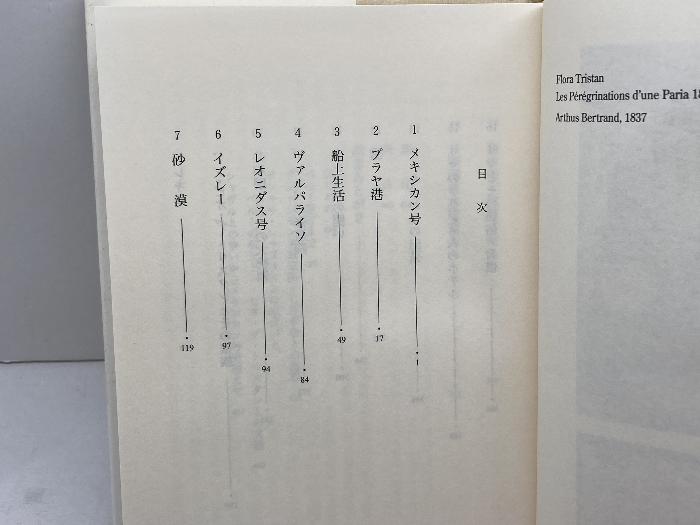 目次
1 メキシカン号 1
2 プラヤ港 17
3 船上生活 49
4 ヴァルパライソ 84
5 レオニダス号 94
6 イズレー 97
7 砂漠 119
Flora Tristan
Les Pérégrinations d'une Paria 18
Arthus Bertrand, 1837